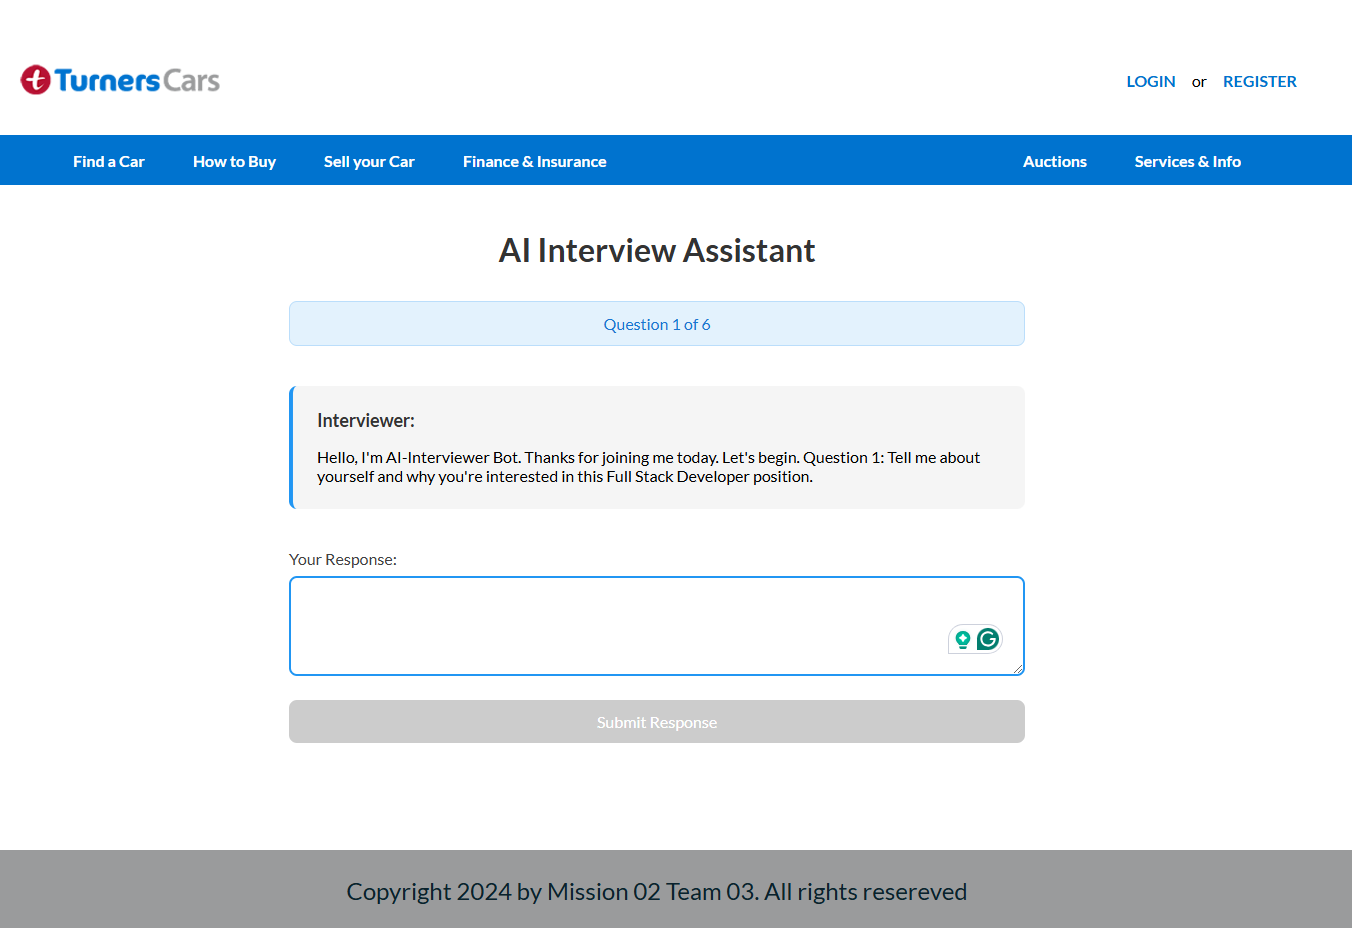 Turners Cars
LOGIN or REGISTER
Find a Car How to Buy Sell your Car Finance & Insurance Auctions Services & Info
AI Interview Assistant
Question 1 of 6
Interviewer:
Hello, I'm AI-Interviewer Bot. Thanks for joining me today. Let's begin. Question 1: Tell me about
yourself and why you're interested in this Full Stack Developer position.
Your Response:
Submit Response
Copyright 2024 by Mission 02 Team 03. All rights resereved